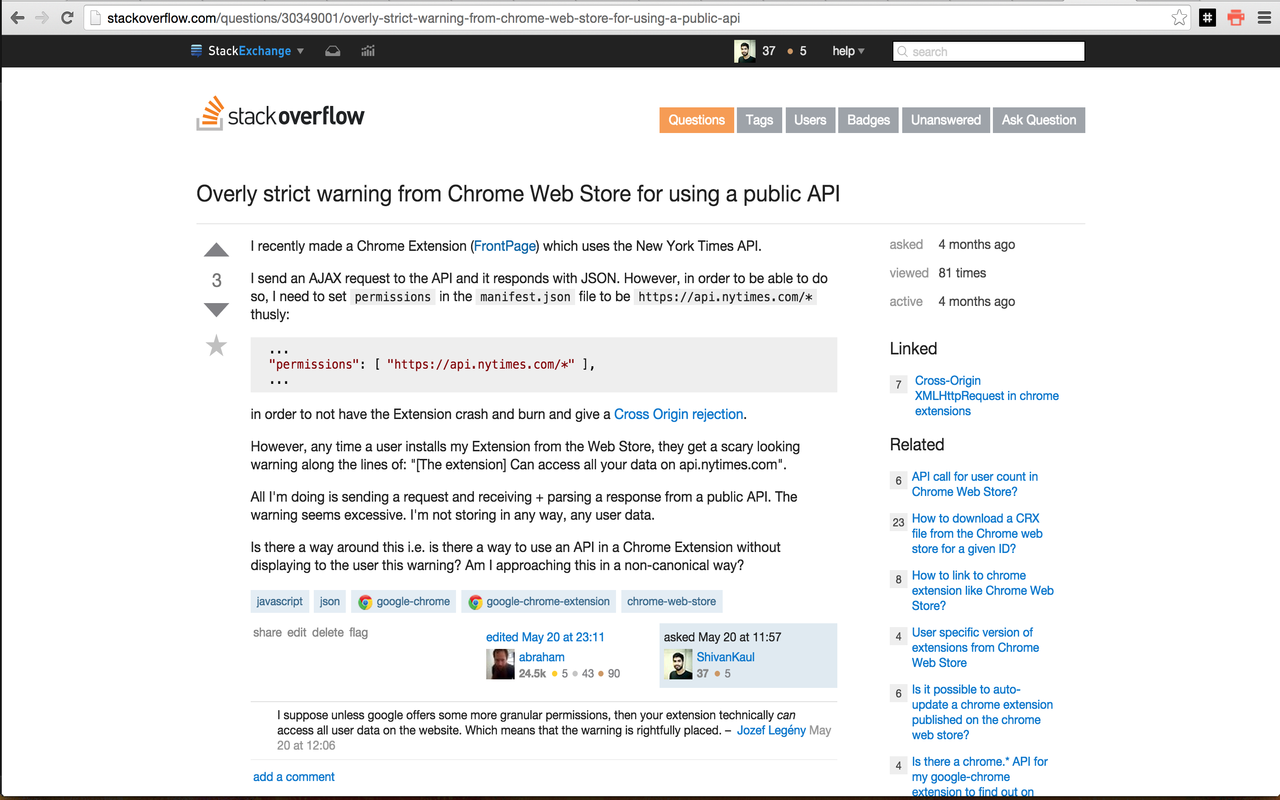 stackoverflow.com/questions/30349001/overly-strict-warning-from-chrome-web-store-for-using-a-public-api
StackExchange
37
5
help
search
stackoverflow
Questions
Tags
Users
Badges
Unanswered
Ask Question
Overly strict warning from Chrome Web Store for using a public API
3
I recently made a Chrome Extension (FrontPage) which uses the New York Times API.
I send an AJAX request to the API and it responds with JSON. However, in order to be able to do
so, I need to set permissions in the manifest.json file to be https://api.nytimes.com/*
thusly:
...
"permissions": [ "https://api.nytimes.com/*" ],
...
in order to not have the Extension crash and burn and give a Cross Origin rejection.
However, any time a user installs my Extension from the Web Store, they get a scary looking
warning along the lines of: "[The extension] Can access all your data on api.nytimes.com".
All I'm doing is sending a request and receiving + parsing a response from a public API. The
warning seems excessive. I'm not storing in any way, any user data.
Is there a way around this i.e. is there a way to use an API in a Chrome Extension without
displaying to the user this warning? Am I approaching this in a non-canonical way?
javascript
json
google-chrome
google-chrome-extension
chrome-web-store
share edit delete flag
edited May 20 at 23:11
abraham
24.5k 5 43 90
asked May 20 at 11:57
ShivanKaul
37 5
I suppose unless google offers some more granular permissions, then your extension technically can
access all user data on the website. Which means that the warning is rightfully placed. – Jozef Legény May
20 at 12:06
add a comment
asked 4 months ago
viewed 81 times
active 4 months ago
Linked
7
Cross-Origin
XMLHttpRequest in chrome
extensions
Related
6
API call for user count in
Chrome Web Store?
23
How to download a CRX
file from the Chrome web
store for a given ID?
8
How to link to chrome
extension like Chrome Web
Store?
4
User specific version of
extensions from Chrome
Web Store
6
Is it possible to auto-
update a chrome extension
published on the chrome
web store?
4
Is there a chrome.* API for
my google-chrome
extension to find out on